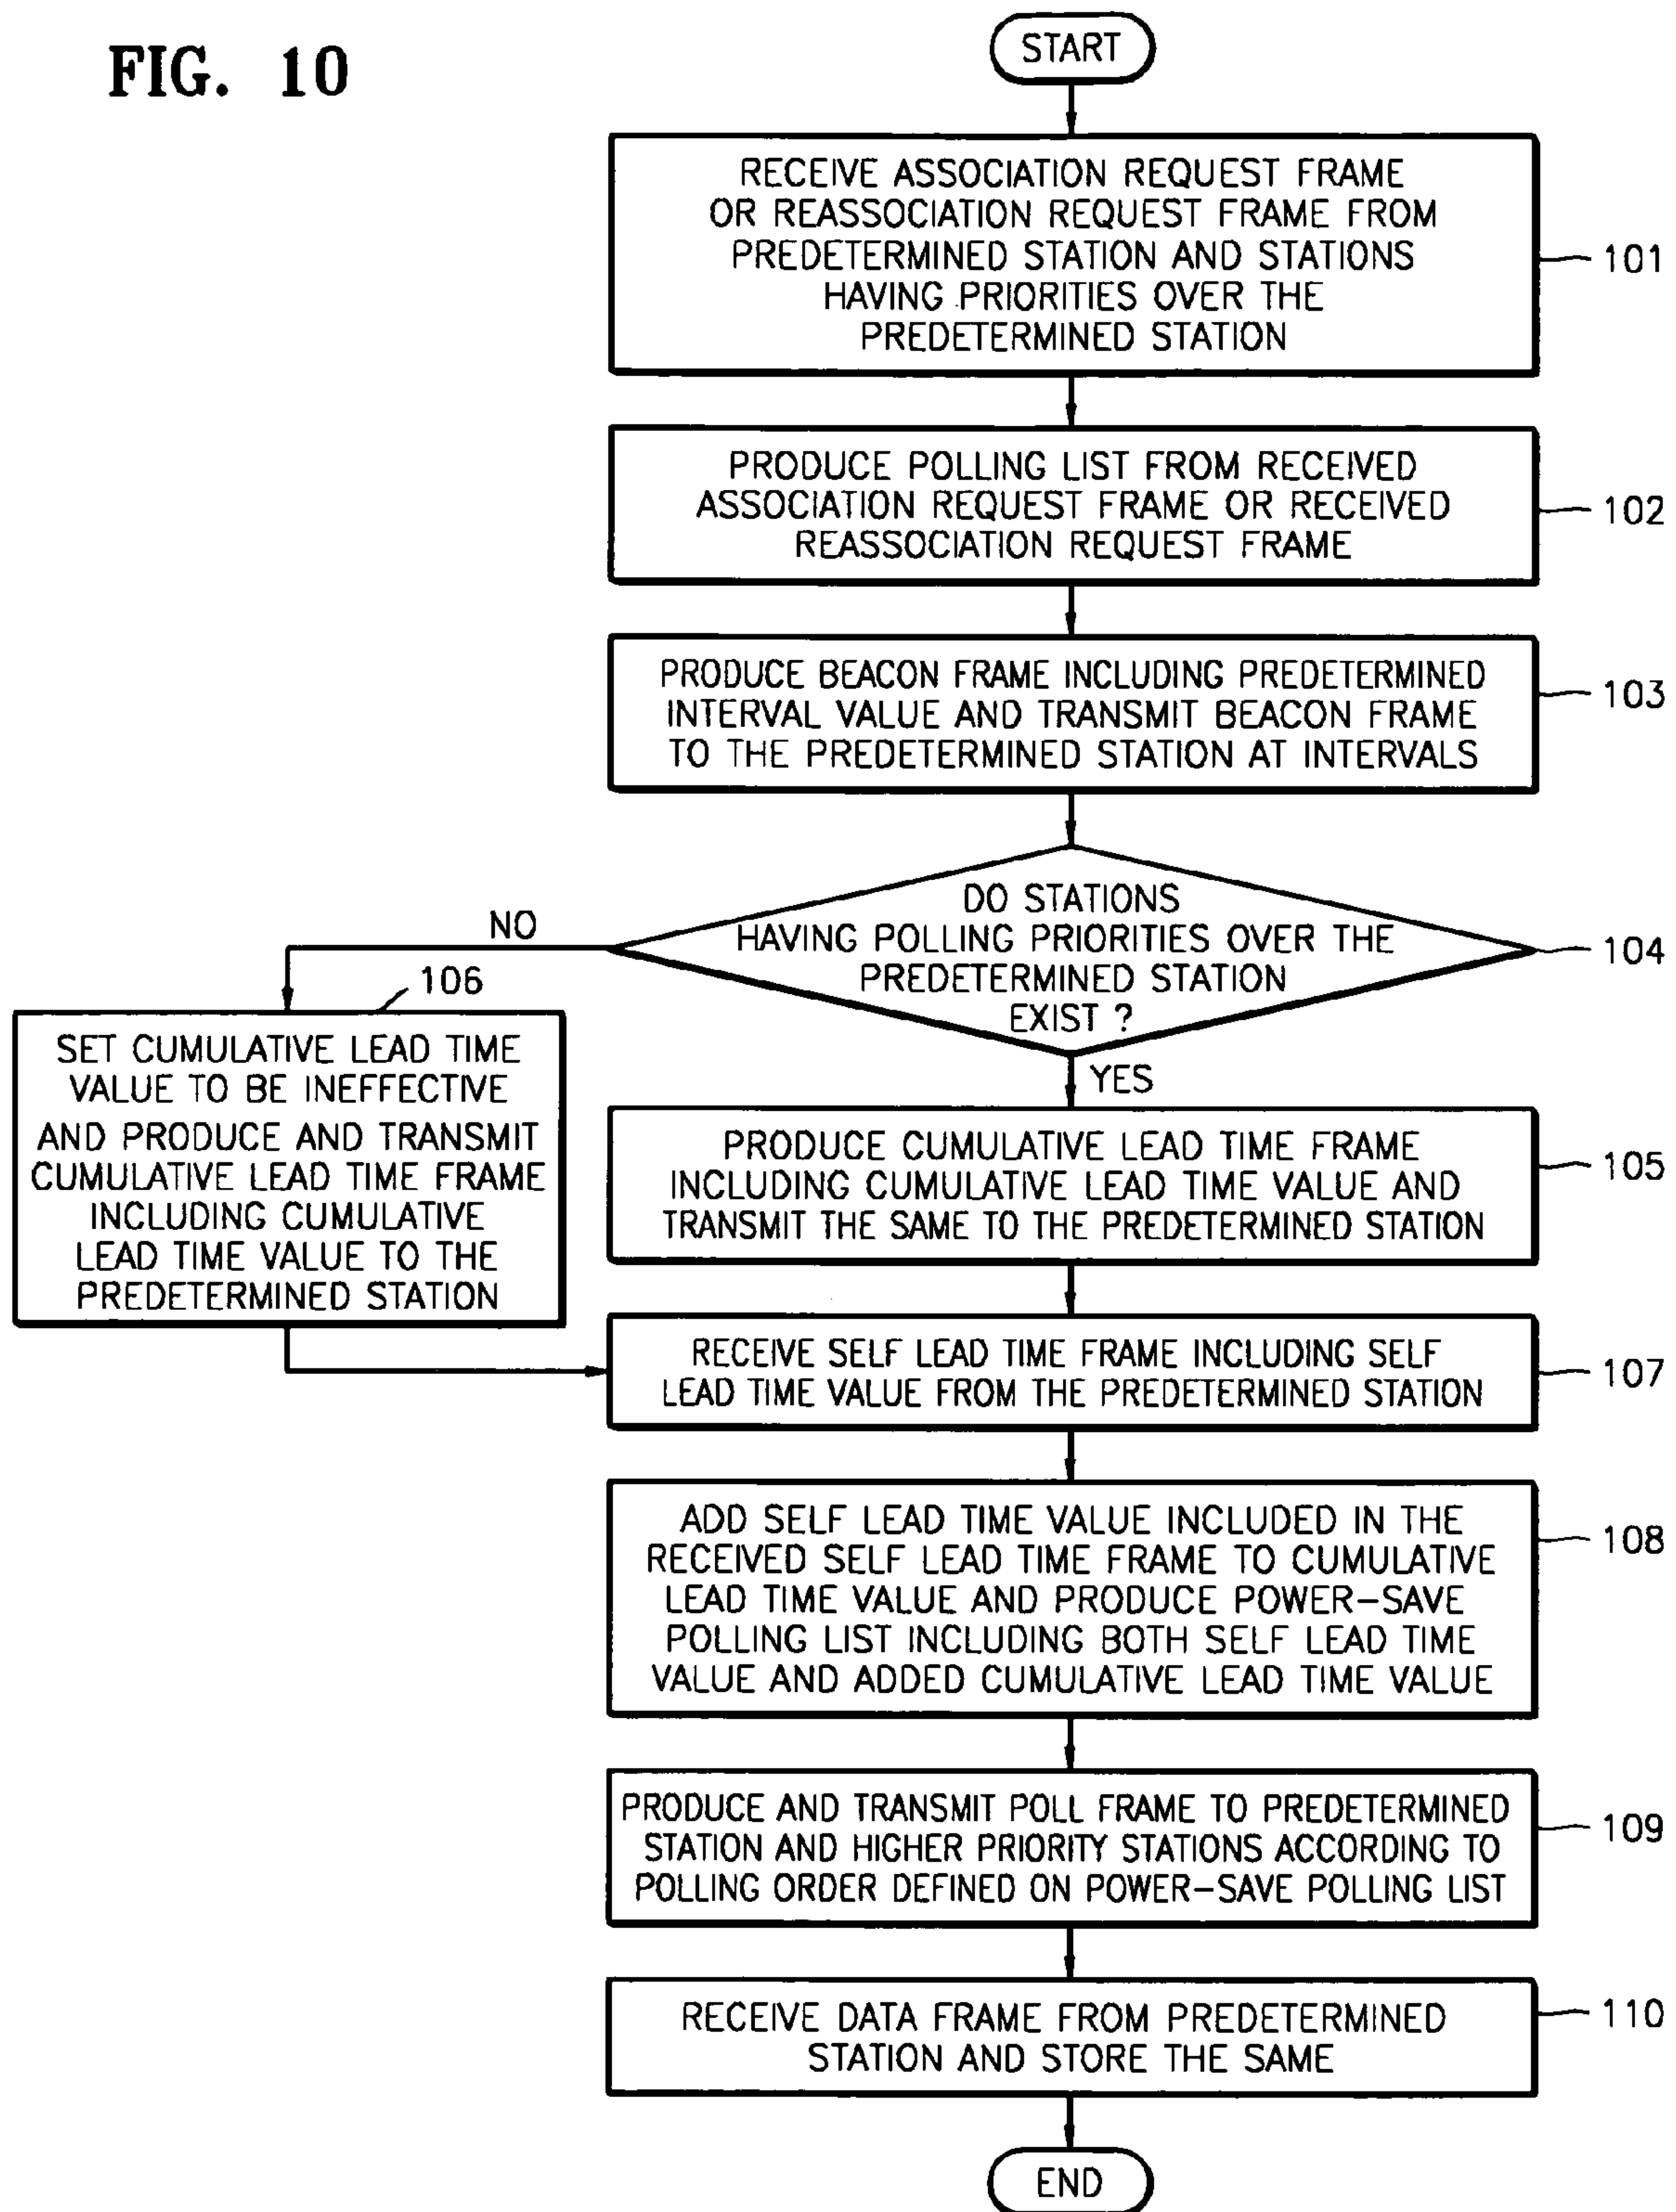 FIG. 10
START
RECEIVE ASSOCIATION REQUEST FRAME
OR REASSOCIATION REQUEST FRAME FROM
PREDETERMINED STATION AND STATIONS
HAVING PRIORITIES OVER THE
PREDETERMINED STATION
101
PRODUCE POLLING LIST FROM RECEIVED
ASSOCIATION REQUEST FRAME OR RECEIVED
REASSOCIATION REQUEST FRAME
102
PRODUCE BEACON FRAME INCLUDING PREDETERMINED
INTERVAL VALUE AND TRANSMIT BEACON FRAME
TO THE PREDETERMINED STATION AT INTERVALS
103
DO STATIONS
HAVING POLLING PRIORITIES OVER THE
PREDETERMINED STATION
EXIST ?
104
NO
106
SET CUMULATIVE LEAD TIME
VALUE TO BE INEFFECTIVE
AND PRODUCE AND TRANSMIT
CUMULATIVE LEAD TIME FRAME
INCLUDING CUMULATIVE
LEAD TIME VALUE TO THE
PREDETERMINED STATION
YES
PRODUCE CUMULATIVE LEAD TIME FRAME
INCLUDING CUMULATIVE LEAD TIME VALUE AND
TRANSMIT THE SAME TO THE PREDETERMINED STATION
105
RECEIVE SELF LEAD TIME FRAME INCLUDING SELF
LEAD TIME VALUE FROM THE PREDETERMINED STATION
107
ADD SELF LEAD TIME VALUE INCLUDED IN THE
RECEIVED SELF LEAD TIME FRAME TO CUMULATIVE
LEAD TIME VALUE AND PRODUCE POWER-SAVE
POLLING LIST INCLUDING BOTH SELF LEAD TIME
VALUE AND ADDED CUMULATIVE LEAD TIME VALUE
108
PRODUCE AND TRANSMIT POLL FRAME TO PREDETERMINED
STATION AND HIGHER PRIORITY STATIONS ACCORDING TO
POLLING ORDER DEFINED ON POWER-SAVE POLLING LIST
109
RECEIVE DATA FRAME FROM PREDETERMINED
STATION AND STORE THE SAME
110
END